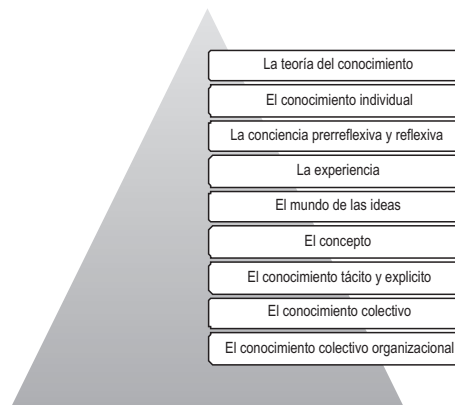 La teoría del conocimiento
El conocimiento individual
La conciencia prerreflexiva y reflexiva
La experiencia
El mundo de las ideas
El concepto
El conocimiento tácito y explicito
El conocimiento colectivo
El conocimiento colectivo organizacional